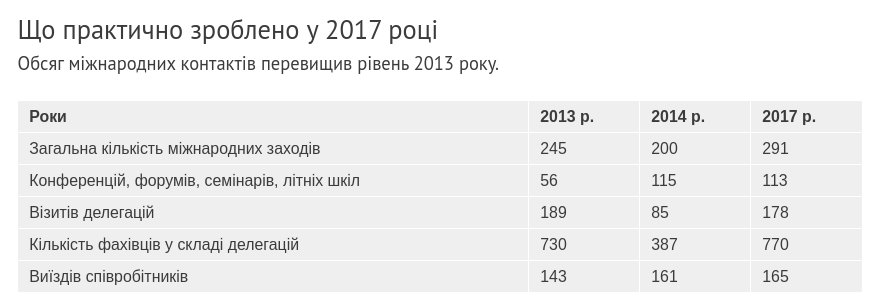 Що практично зроблено у 2017 році
Обсяг міжнародних контактів перевищив рівень 2013 року.
Роки 2013 р. 2014 р. 2017 р.
Загальна кількість міжнародних заходів 245 200 291
Конференцій, форумів, семінарів, літніх шкіл 56 115 113
Візитів делегацій 189 85 178
Кількість фахівців у складі делегацій 730 387 770
Виїздів співробітників 143 161 165